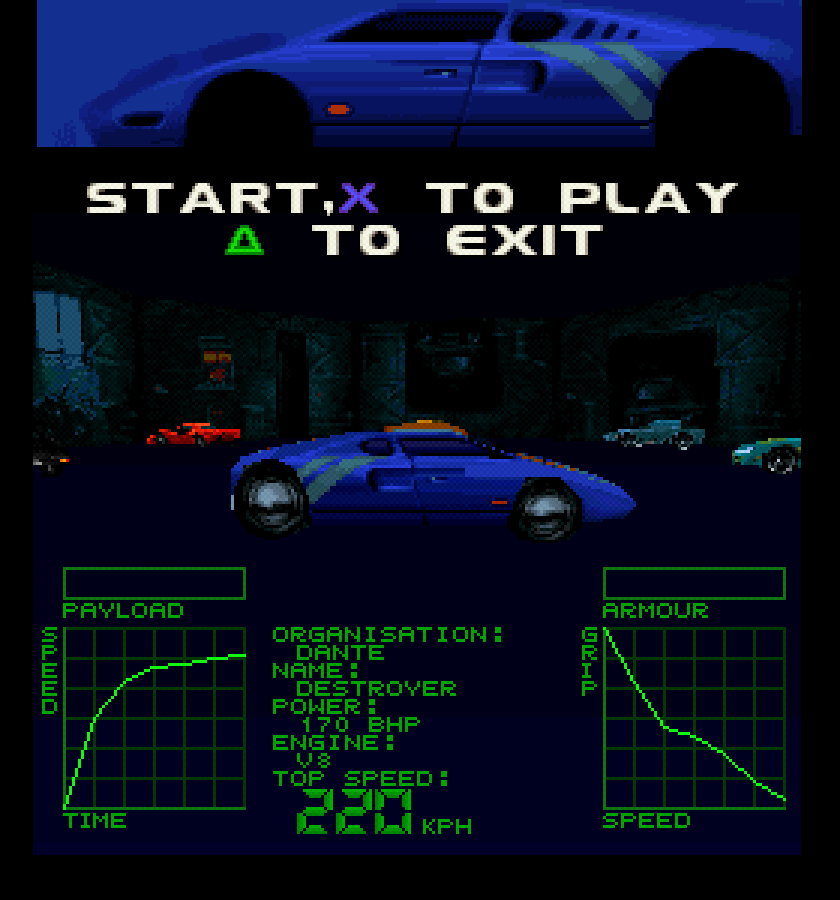 START,X TO PLAY
Δ TO EXIT
PAYLOAD
ARMOUR
SPEED
TIME
ORGANISATION:
DANTE
NAME:
DESTROYER
POWER:
170 BHP
ENGINE:
V8
TOP SPEED:
220 KPH
GRIP
SPEED